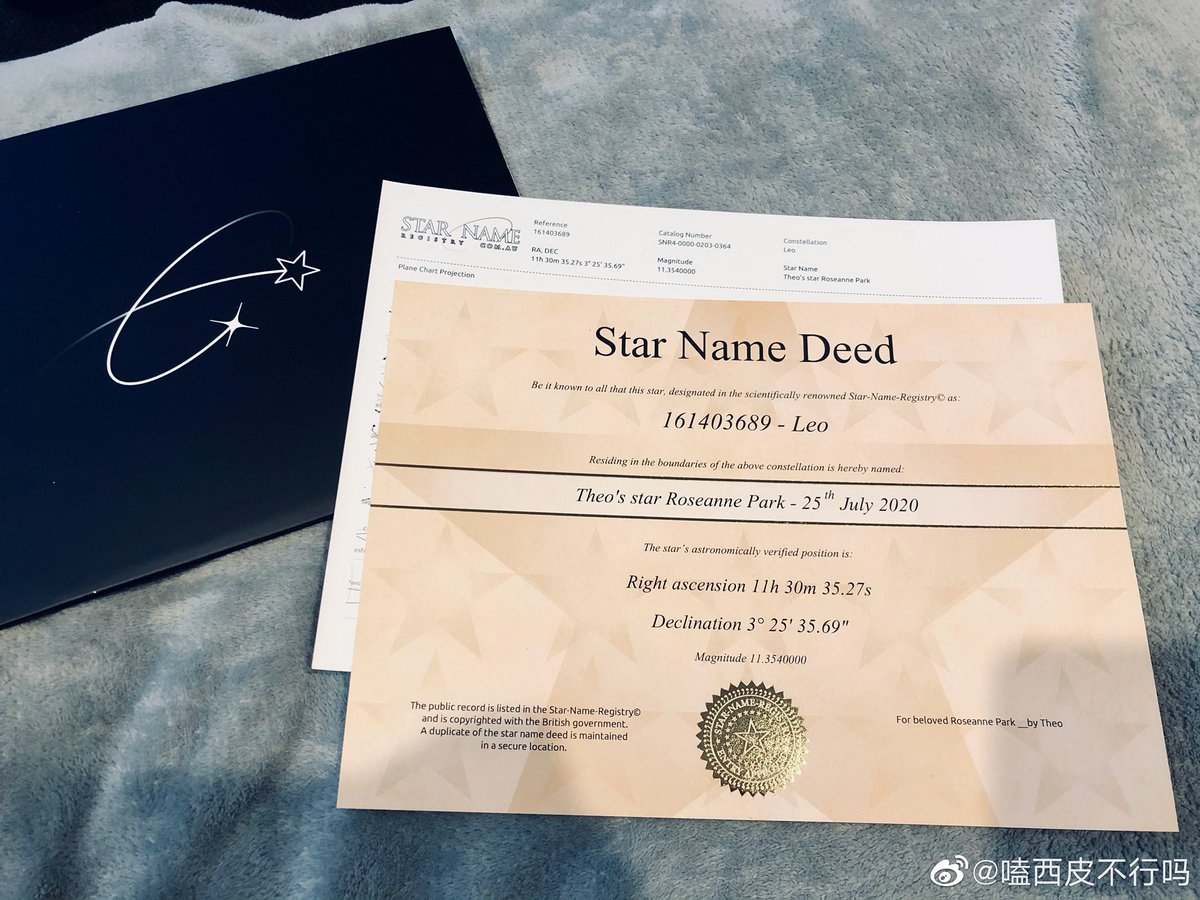 STAR NAME
REGISTRY COM.AU
Reference
161403689
RA, DEC
11h 30m 35.27s 3° 25' 35.69"
Catalog Number
SNR4-0000-0203-0364
Magnitude
11.3540000
Constellation
Leo
Star Name
Theo's star Roseanne Park
Plane Chart Projection
Star Name Deed
Be it known to all that this star, designated in the scientifically renowned Star-Name-Registry© as:
161403689 - Leo
Residing in the boundaries of the above constellation is hereby named:
Theo's star Roseanne Park - 25th July 2020
The star's astronomically verified position is:
Right ascension 11h 30m 35.27s
Declination 3° 25' 35.69"
Magnitude 11.3540000
The public record is listed in the Star-Name-Registry©
and is copyrighted with the British government.
A duplicate of the star name deed is maintained
in a secure location.
For beloved Roseanne Park __by Theo
@嗑西皮不行吗